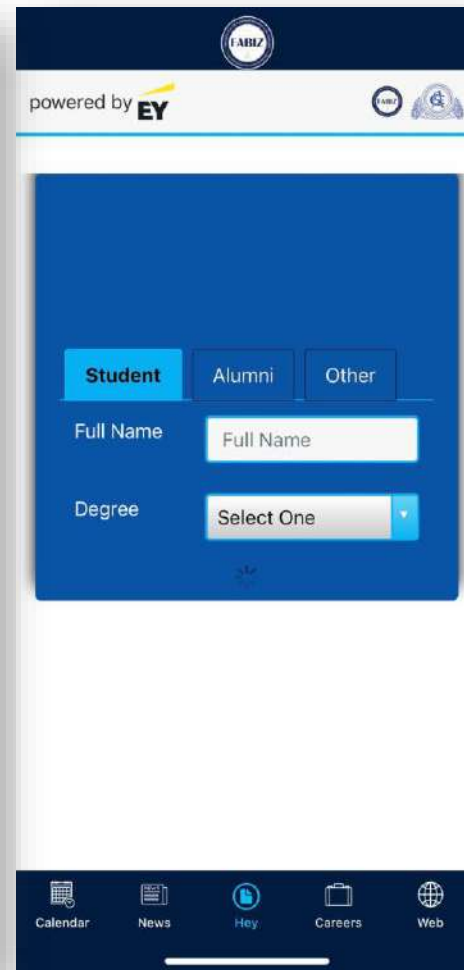 FABIZ
powered by EY
FABIZ
Student Alumni Other
Full Name Full Name
Degree Select One
Calendar News Hey Careers Web